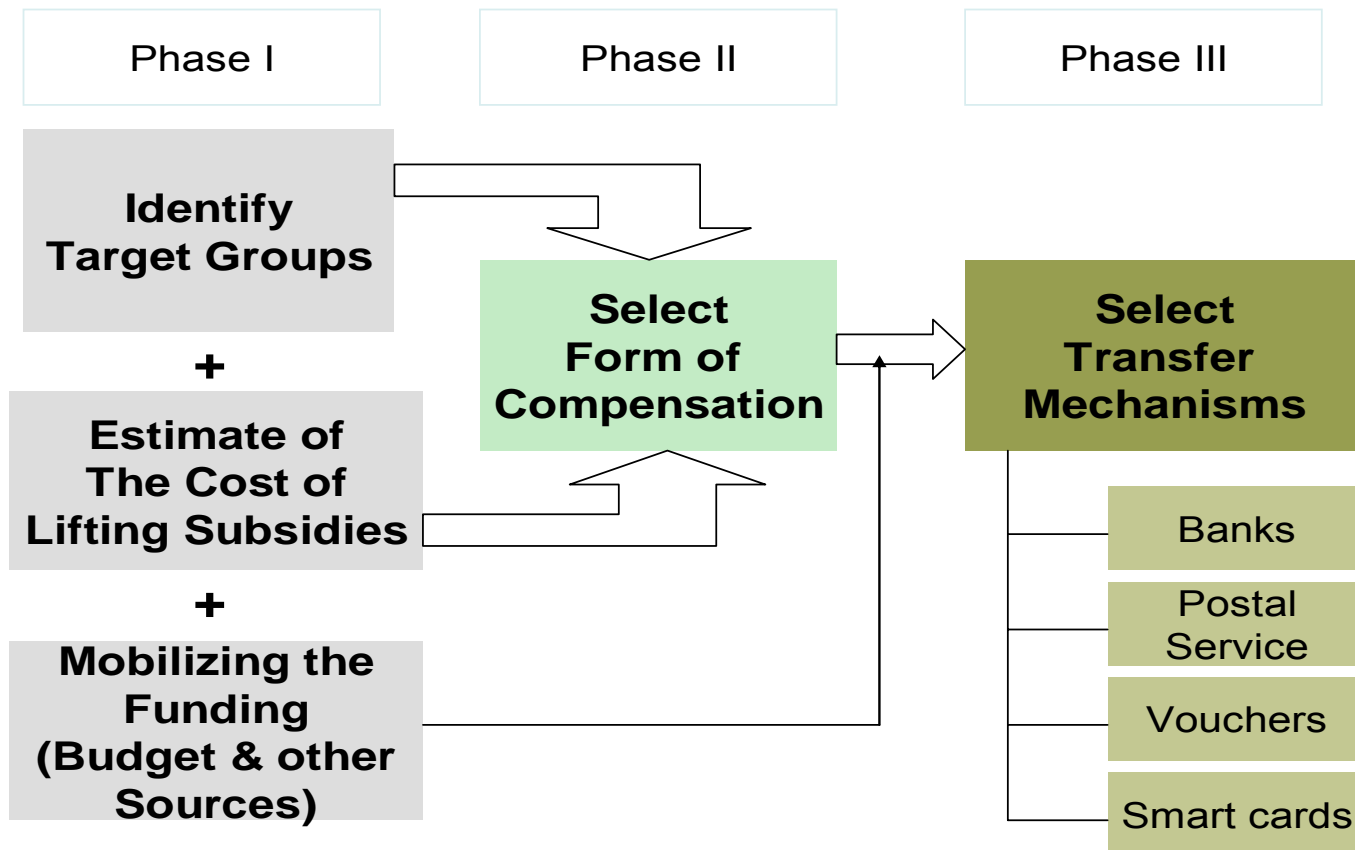 Phase I
Phase II
Phase III
Identify
Target Groups
+
Estimate of
The Cost of
Lifting Subsidies
+
Mobilizing the
Funding
(Budget & other
Sources)
Select
Form of
Compensation
Select
Transfer
Mechanisms
Banks
Postal
Service
Vouchers
Smart cards